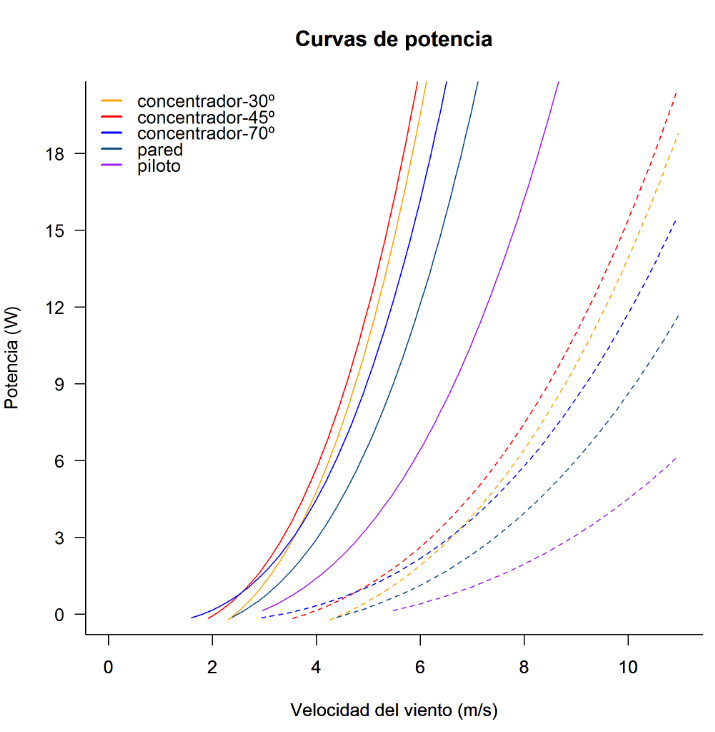 Curvas de potencia
concentrador-30º
concentrador-45º
concentrador-70º
pared
piloto
Potencia (W)
18
15
12
9
6
3
0
0 2 4 6 8 10
Velocidad del viento (m/s)